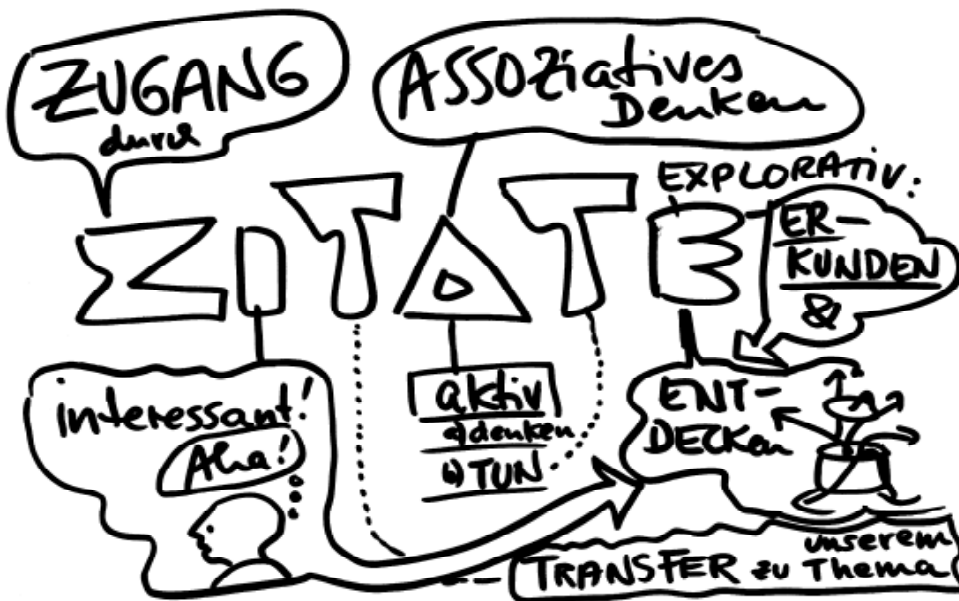 ZUGANG
durch
ASSOZiatives
Denken
ZITATE
EXPLORATIV:
ER-
KUNDEN
&
interessant!
Aha!
aktiv
a) denken
b) TUN
ENT-
DECKEN
TRANSFER zu unserem Thema